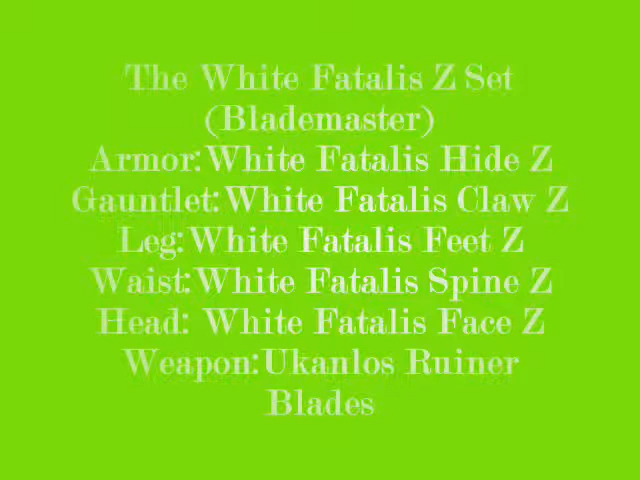 The White Fatalis Z Set
(Blademaster)
Armor:White Fatalis Hide Z
Gauntlet:White Fatalis Claw Z
Leg:White Fatalis Feet Z
Waist:White Fatalis Spine Z
Head: White Fatalis Face Z
Weapon:Ukanlos Ruiner
Blades